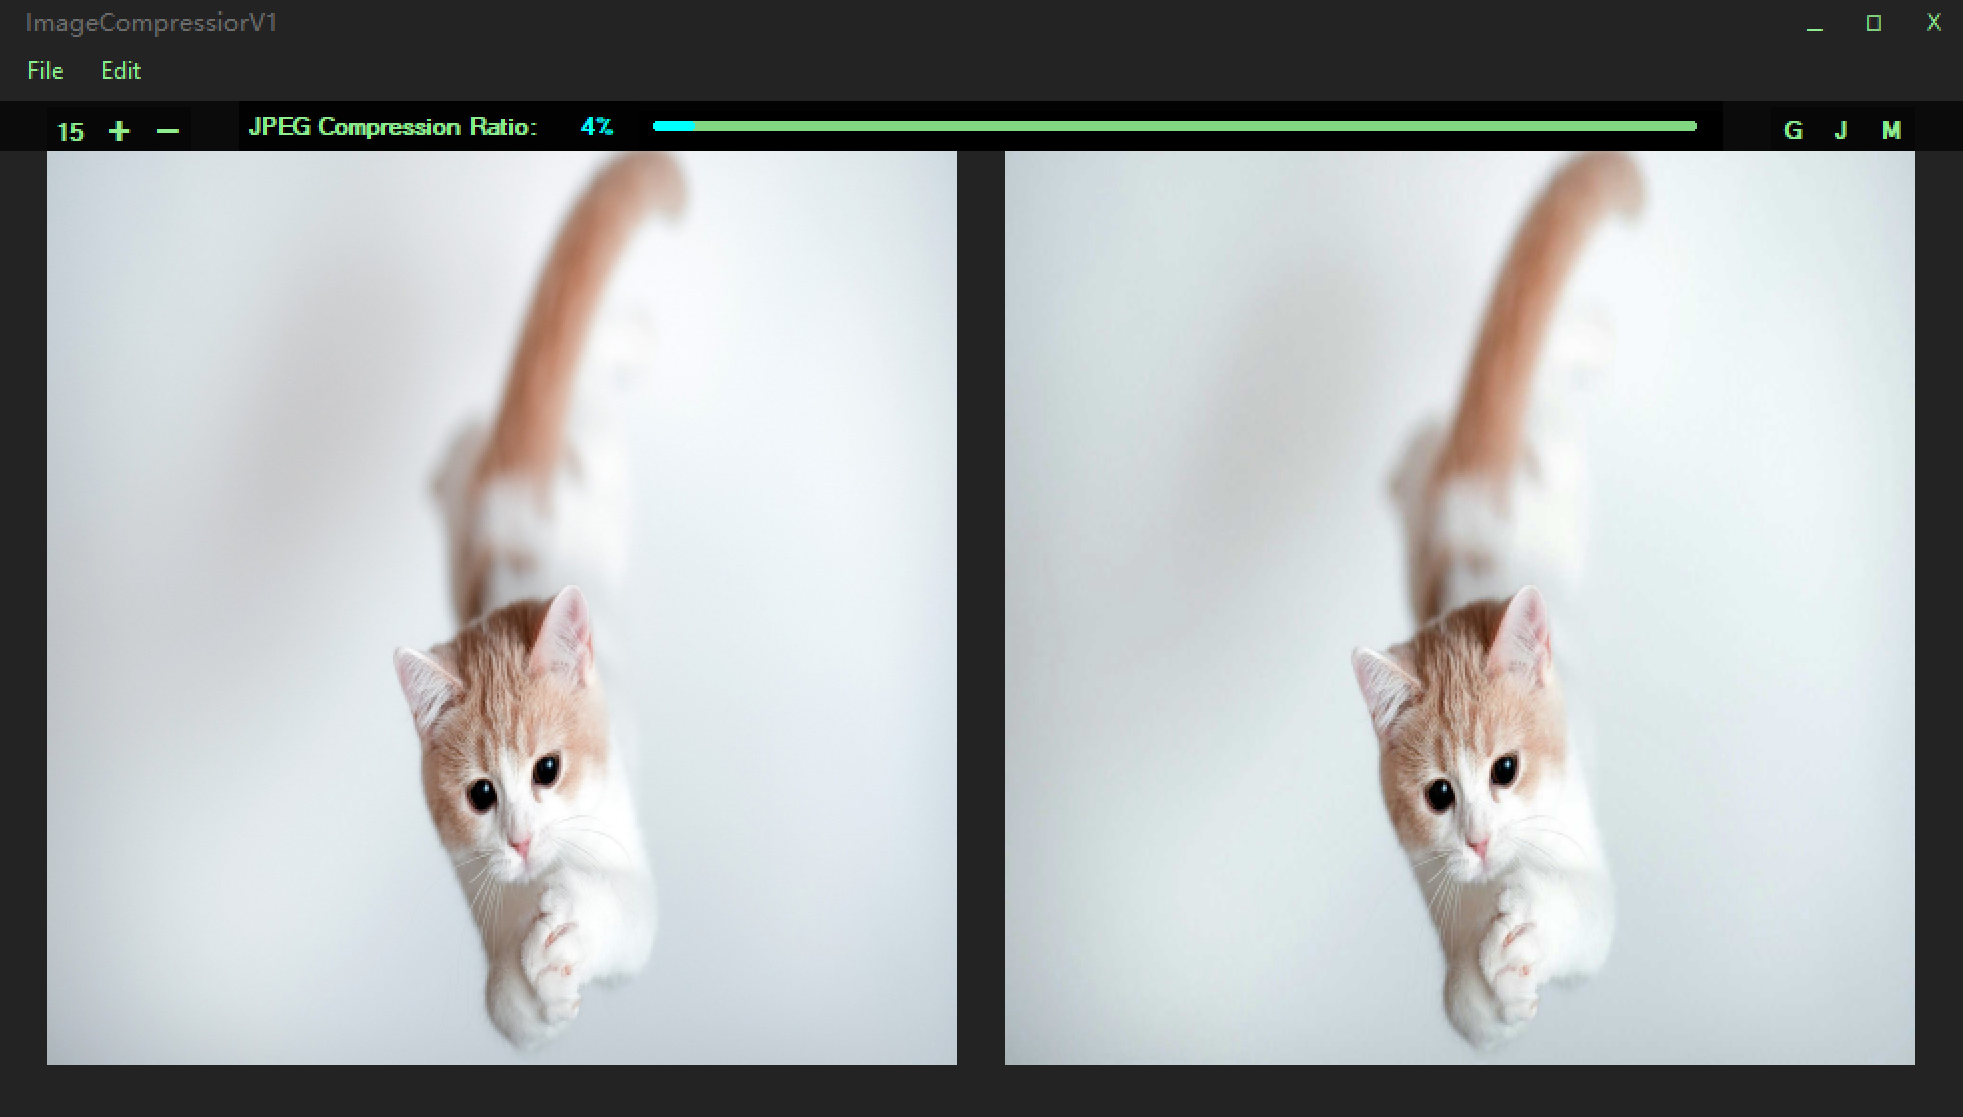 ImageCompressiorV1
_ □ X
File Edit
15 + − JPEG Compression Ratio: 4% G J M